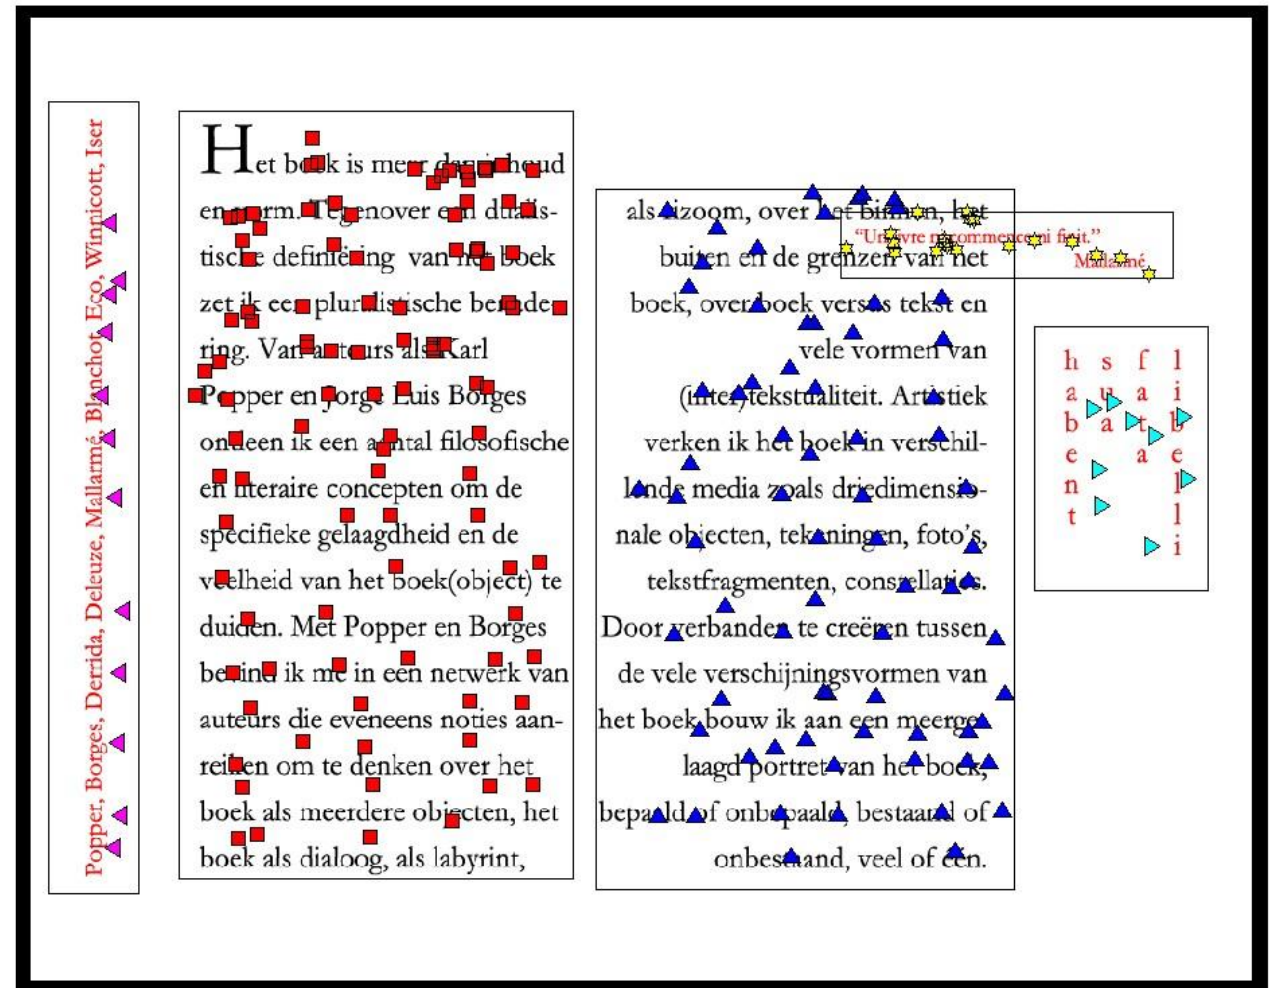 Popper, Borges, Derrida, Deleuze, Mallarmé, Blanchot, Eco, Winnicott, Iser
Het boek is meer dan inhoud
en vorm. Tegenover een dualis-
tische definiëring van het boek
zet ik een pluralistische benade-
ring. Van auteurs als Karl
Popper en Jorge Luis Borges
ontleen ik een aantal filosofische
en literaire concepten om de
specifieke gelaagdheid en de
veelheid van het boek(object) te
duiden. Met Popper en Borges
bevind ik me in een netwerk van
auteurs die eveneens noties aan-
reiken om te denken over het
boek als meerdere objecten, het
boek als dialoog, als labyrint,
als rizoom, over het binnen, het
buiten en de grenzen van het
boek, over boek versus tekst en
vele vormen van
(inter)tekstualiteit. Artistiek
verken ik het boek in verschil-
lende media zoals driedimensio-
nale objecten, tekeningen, foto's,
tekstfragmenten, constellaties.
Door verbanden te creëren tussen
de vele verschijningsvormen van
het boek bouw ik aan een meerge-
laagd portret van het boek,
bepaald of onbepaald, bestaand of
onbestaand, veel of één.
“Un livre ne commence ni finit.”
Mallarmé
habent
sua
fata
libelli